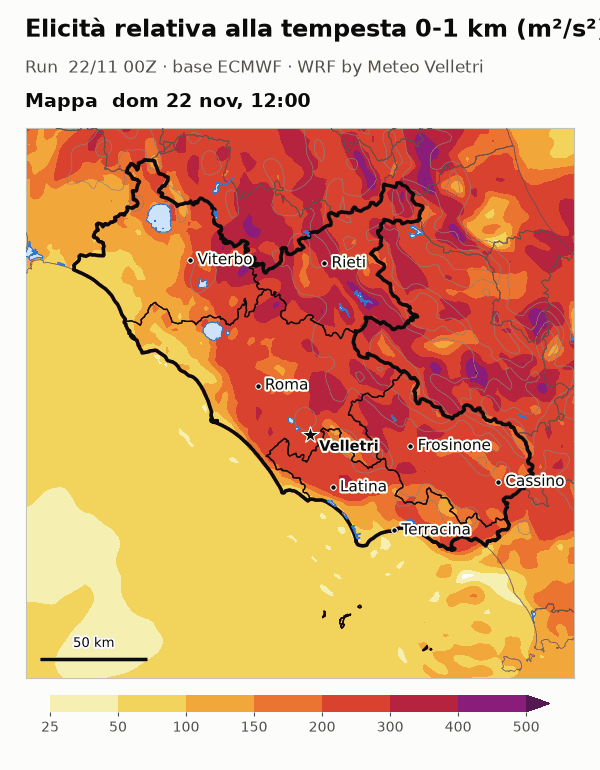 Elicità relativa alla tempesta 0-1 km (m²/s²)
Run 22/11 00Z · base ECMWF · WRF by Meteo Velletri
Mappa dom 22 nov, 12:00
Viterbo
Rieti
Roma
Velletri
Frosinone
Latina
Cassino
Terracina
50 km
25 50 100 150 200 300 400 500